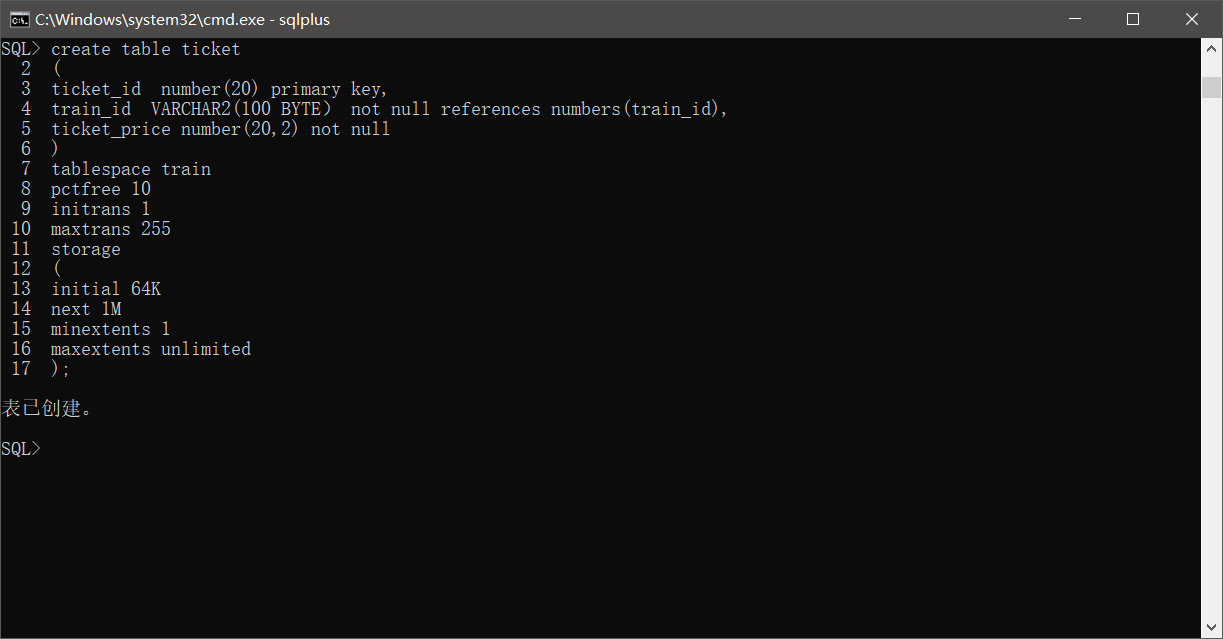 C:\Windows\system32\cmd.exe - sqlplus
SQL> create table ticket
  2  (
  3  ticket_id  number(20) primary key,
  4  train_id  VARCHAR2(100 BYTE） not null references numbers(train_id),
  5  ticket_price number(20,2) not null
  6  )
  7  tablespace train
  8  pctfree 10
  9  initrans 1
 10  maxtrans 255
 11  storage
 12  (
 13  initial 64K
 14  next 1M
 15  minextents 1
 16  maxextents unlimited
 17  );
表已创建。
SQL>